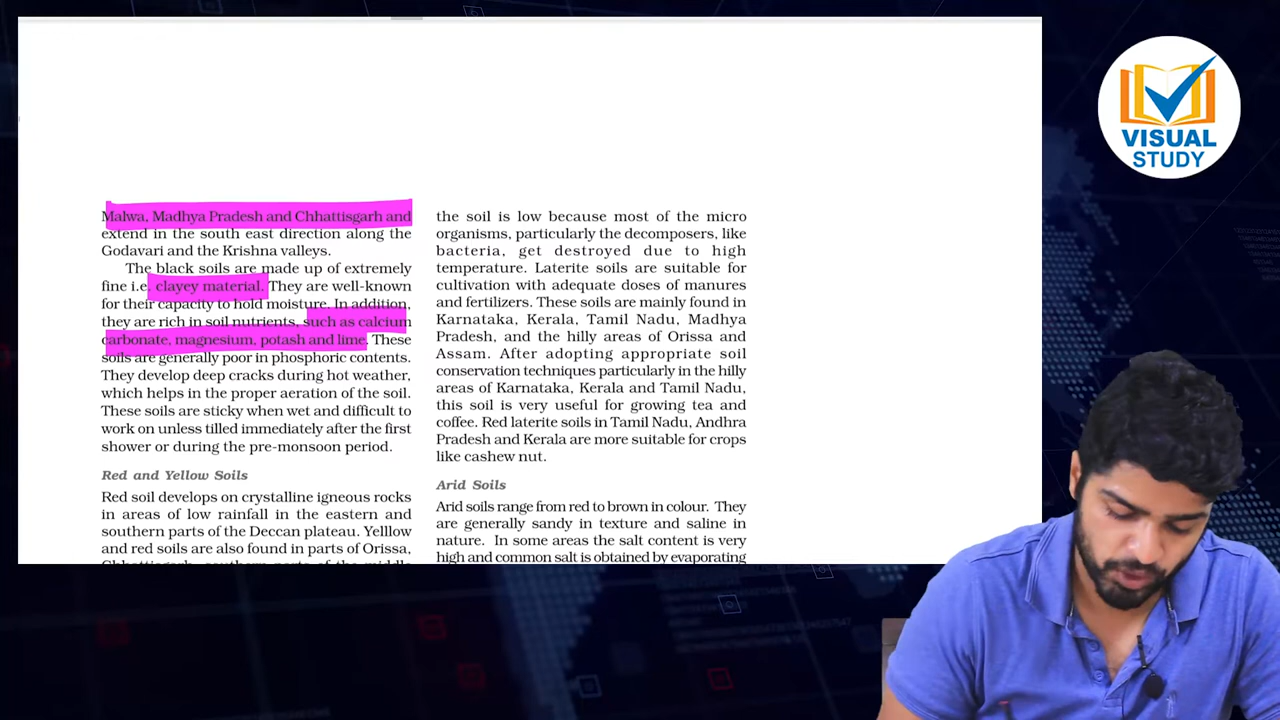 Malwa, Madhya Pradesh and Chhattisgarh and
extend in the south east direction along the
Godavari and the Krishna valleys.
The black soils are made up of extremely
fine i.e. clayey material. They are well-known
for their capacity to hold moisture. In addition,
they are rich in soil nutrients, such as calcium
carbonate, magnesium, potash and lime. These
soils are generally poor in phosphoric contents.
They develop deep cracks during hot weather,
which helps in the proper aeration of the soil.
These soils are sticky when wet and difficult to
work on unless tilled immediately after the first
shower or during the pre-monsoon period.
Red and Yellow Soils
Red soil develops on crystalline igneous rocks
in areas of low rainfall in the eastern and
southern parts of the Deccan plateau. Yelllow
and red soils are also found in parts of Orissa,
Chhattisgarh, southern parts of the middle
the soil is low because most of the micro
organisms, particularly the decomposers, like
bacteria, get destroyed due to high
temperature. Laterite soils are suitable for
cultivation with adequate doses of manures
and fertilizers. These soils are mainly found in
Karnataka, Kerala, Tamil Nadu, Madhya
Pradesh, and the hilly areas of Orissa and
Assam. After adopting appropriate soil
conservation techniques particularly in the hilly
areas of Karnataka, Kerala and Tamil Nadu,
this soil is very useful for growing tea and
coffee. Red laterite soils in Tamil Nadu, Andhra
Pradesh and Kerala are more suitable for crops
like cashew nut.
Arid Soils
Arid soils range from red to brown in colour. They
are generally sandy in texture and saline in
nature. In some areas the salt content is very
high and common salt is obtained by evaporating
VISUAL
STUDY